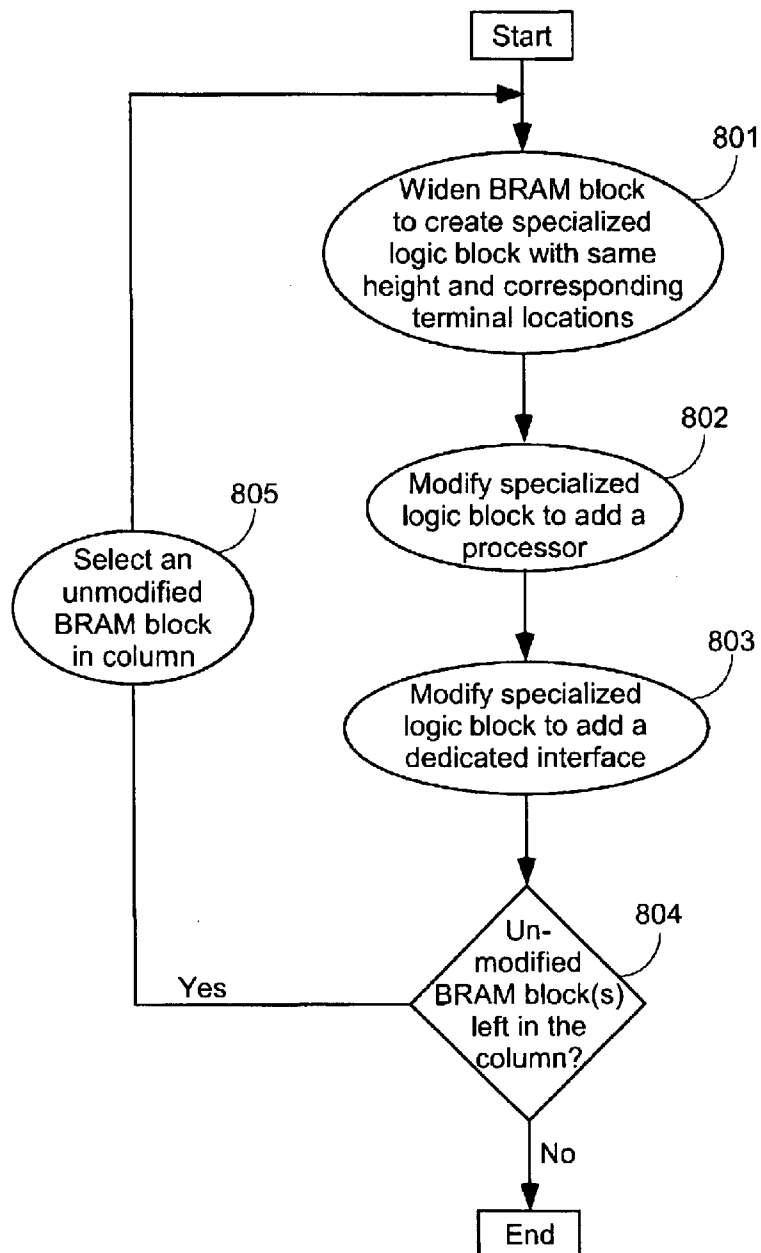 Start
801
Widen BRAM block
to create specialized
logic block with same
height and corresponding
terminal locations
802
Modify specialized
logic block to add a
processor
805
Select an
unmodified
BRAM block
in column
803
Modify specialized
logic block to add a
dedicated interface
804
Un-
modified
BRAM block(s)
left in the
column?
Yes
No
End